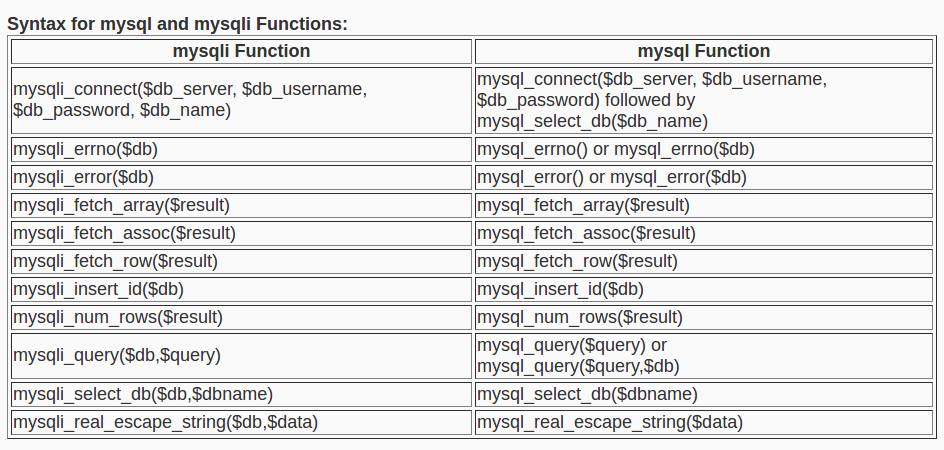 Syntax for mysql and mysqli Functions:
mysqli Function
mysql Function
mysqli_connect($db_server, $db_username,
$db_password, $db_name)
mysql_connect($db_server, $db_username,
$db_password) followed by
mysql_select_db($db_name)
mysqli_errno($db)
mysql_errno() or mysql_errno($db)
mysqli_error($db)
mysql_error() or mysql_error($db)
mysqli_fetch_array($result)
mysql_fetch_array($result)
mysqli_fetch_assoc($result)
mysql_fetch_assoc($result)
mysqli_fetch_row($result)
mysql_fetch_row($result)
mysqli_insert_id($db)
mysql_insert_id($db)
mysqli_num_rows($result)
mysql_num_rows($result)
mysqli_query($db,$query)
mysql_query($query) or
mysql_query($query,$db)
mysqli_select_db($db,$dbname)
mysql_select_db($dbname)
mysqli_real_escape_string($db,$data)
mysql_real_escape_string($data)